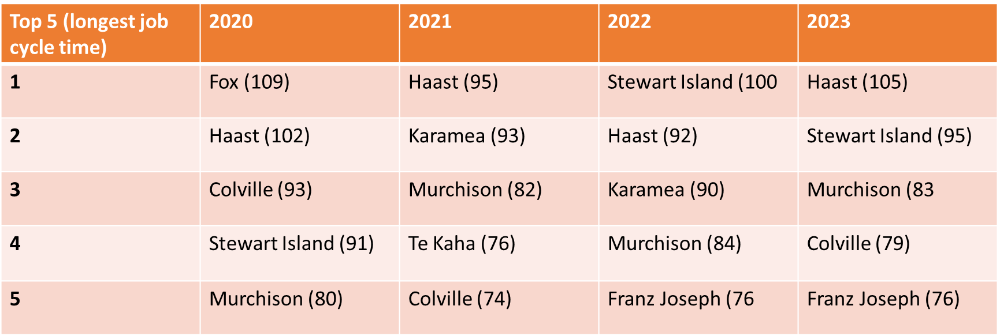 Top 5 (longest job 2020 2021 2022 2023
cycle time)
1 Fox (109) Haast (95) Stewart Island (100 Haast (105)
2 Haast (102) Karamea (93) Haast (92) Stewart Island (95)
3 Colville (93) Murchison (82) Karamea (90) Murchison (83
4 Stewart Island (91) Te Kaha (76) Murchison (84) Colville (79)
5 Murchison (80) Colville (74) Franz Joseph (76 Franz Joseph (76)